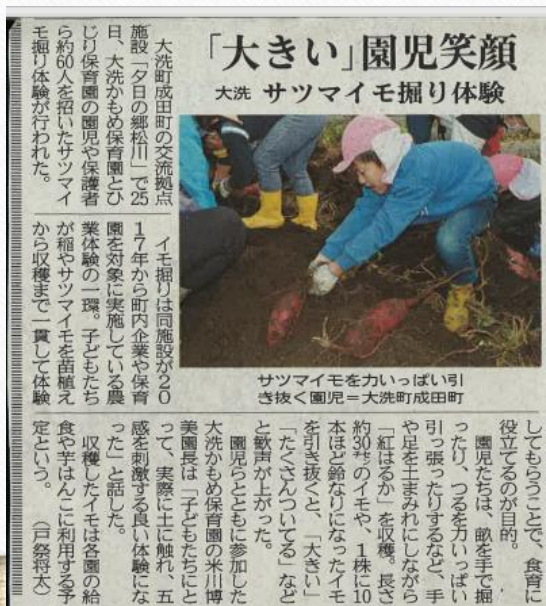 「大きい」園児笑顔
大洗 サツマイモ掘り体験
大洗町成田町の交流拠点
施設「夕日の郷松川」で25
日、大洗かもめ保育園とひ
じり保育園の園児や保護者
ら約60人を招いたサツマイ
モ掘り体験が行われた。
イモ掘りは同施設が20
17年から町内企業や保育
園を対象に実施している農
業体験の一環。子どもたち
が稲やサツマイモを苗植え
から収穫まで一貫して体験
サツマイモを力いっぱい引
き抜く園児＝大洗町成田町
してもらうことで、食育に
役立てるのが目的。
園児たちは、畝を手で掘
ったり、つるを力いっぱい
引っ張ったりするなど、手
や足を土まみれにしながら
「紅はるか」を収穫。長さ
約30㌢のイモや、1株に10
本ほど鈴なりになったイモ
を引き抜くと、「大きい」
「たくさんついてる」など
と歓声が上がった。
園児らとともに参加した
大洗かもめ保育園の米川博
美園長は「子どもたちにと
って、実際に土に触れ、五
感を刺激する良い体験にな
った」と話した。
収穫したイモは各園の給
食や芋はんこに利用する予
定という。（戸祭将太）